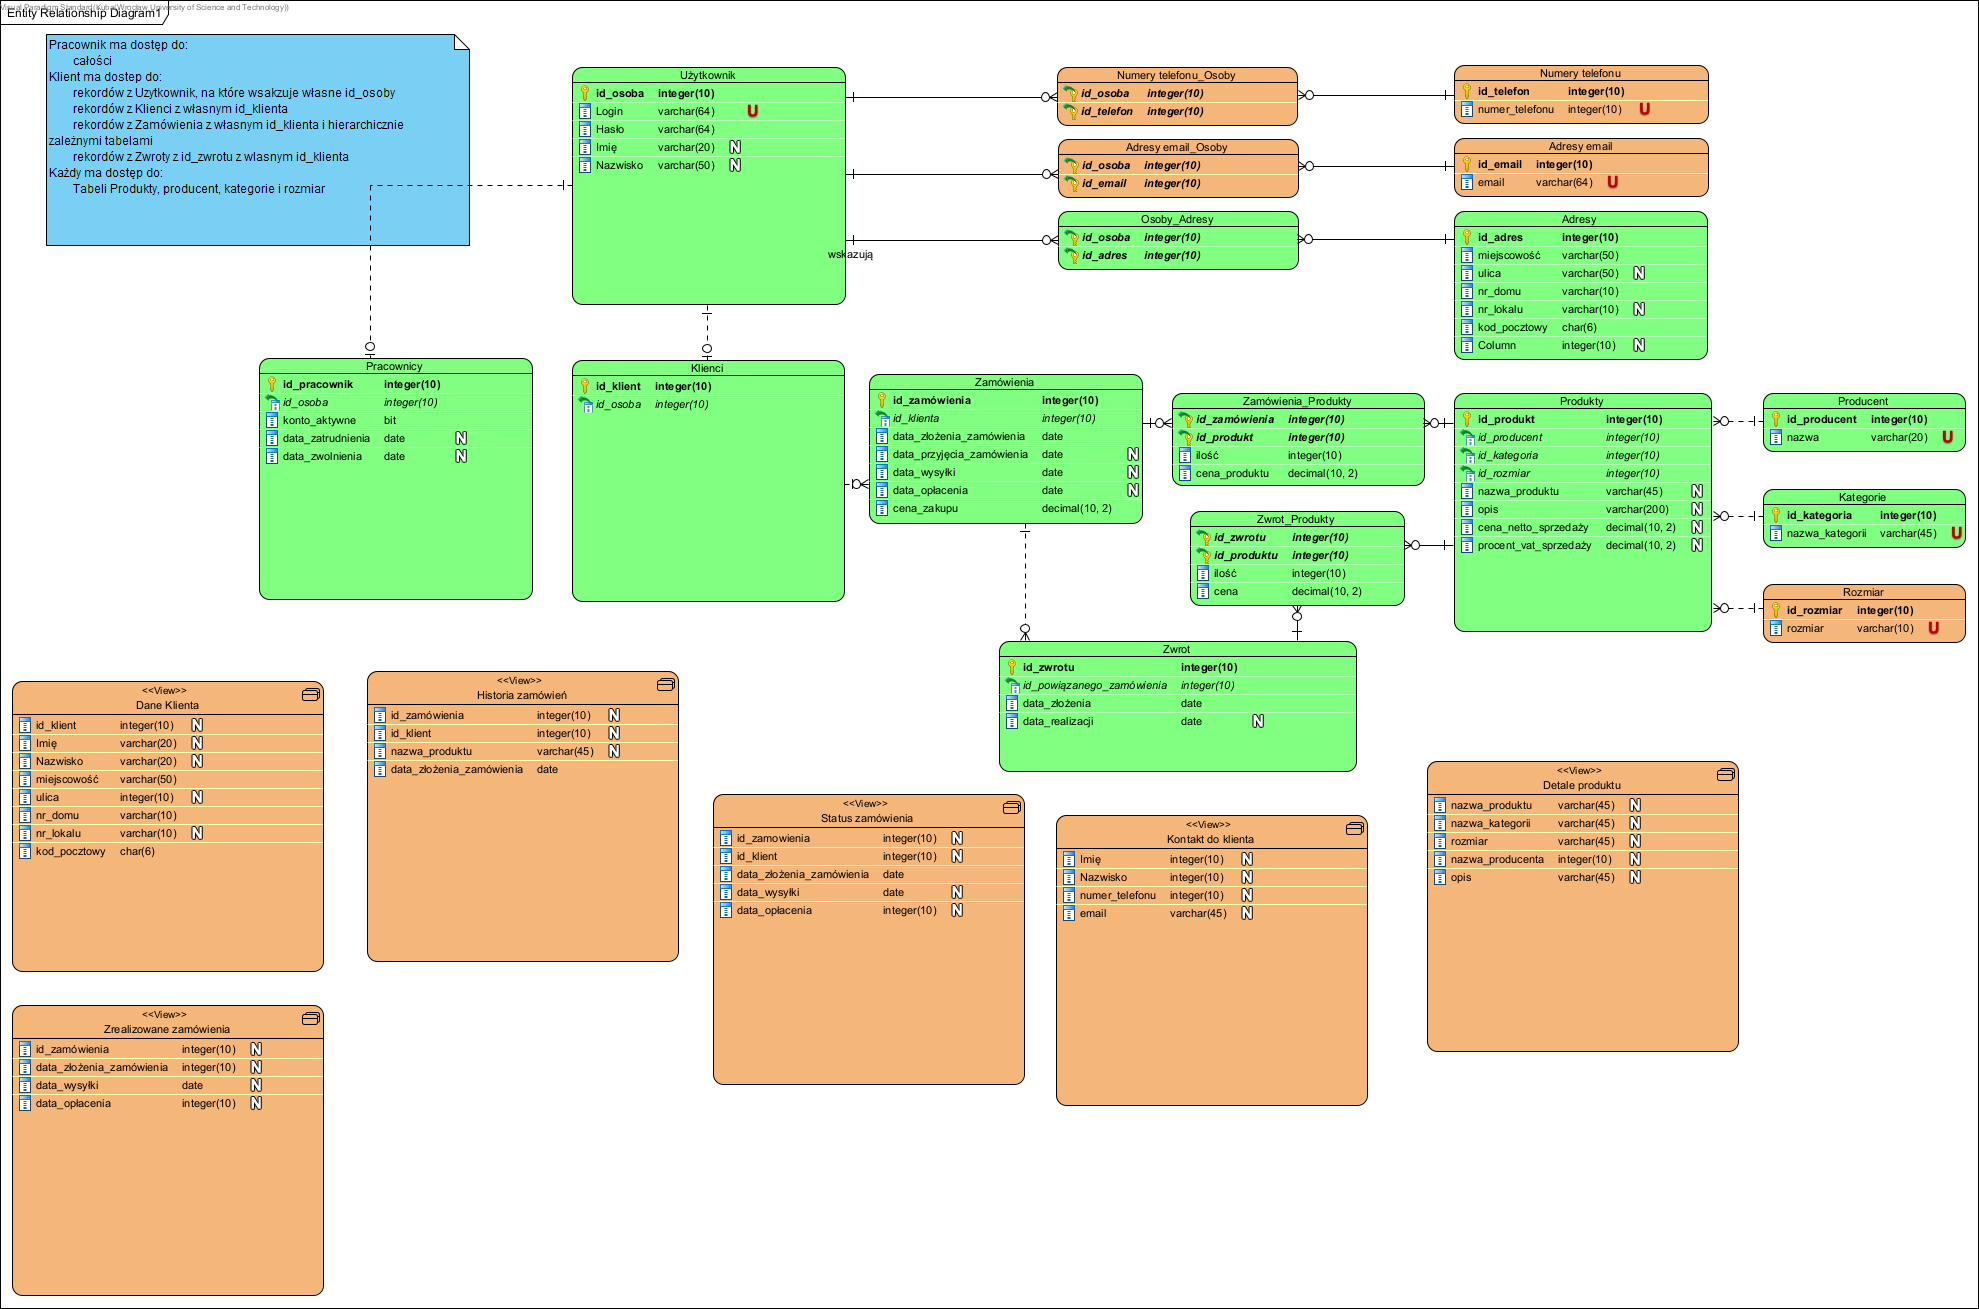 Visual Paradigm Standard(Kuba(Wroclaw University of Science and Technology))
Entity Relationship Diagram1
Pracownik ma dostęp do:
całości
Klient ma dostep do:
rekordów z Uzytkownik, na które wsakzuje własne id_osoby
rekordów z Klienci z własnym id_klienta
rekordów z Zamówienia z własnym id_klienta i hierarchicznie
zależnymi tabelami
rekordów z Zwroty z id_zwrotu z wlasnym id_klienta
Każdy ma dostęp do:
Tabeli Produkty, producent, kategorie i rozmiar
Użytkownik
id_osoba integer(10)
Login varchar(64) U
Hasło varchar(64)
Imię varchar(20) N
Nazwisko varchar(50) N
Numery telefonu_Osoby
id_osoba integer(10)
id_telefon integer(10)
Numery telefonu
id_telefon integer(10)
numer_telefonu integer(10) U
Adresy email_Osoby
id_osoba integer(10)
id_email integer(10)
Adresy email
id_email integer(10)
email varchar(64) U
Osoby_Adresy
id_osoba integer(10)
id_adres integer(10)
wskazują
Adresy
id_adres integer(10)
miejscowość varchar(50)
ulica varchar(50) N
nr_domu varchar(10)
nr_lokalu varchar(10) N
kod_pocztowy char(6)
Column integer(10) N
Pracownicy
id_pracownik integer(10)
id_osoba integer(10)
konto_aktywne bit
data_zatrudnienia date N
data_zwolnienia date N
Klienci
id_klient integer(10)
id_osoba integer(10)
Zamówienia
id_zamówienia integer(10)
id_klienta integer(10)
data_złożenia_zamówienia date
data_przyjęcia_zamówienia date N
data_wysyłki date N
data_opłacenia date N
cena_zakupu decimal(10, 2)
Zamówienia_Produkty
id_zamówienia integer(10)
id_produkt integer(10)
ilość integer(10)
cena_produktu decimal(10, 2)
Produkty
id_produkt integer(10)
id_producent integer(10)
id_kategoria integer(10)
id_rozmiar integer(10)
nazwa_produktu varchar(45) N
opis varchar(200) N
cena_netto_sprzedaży decimal(10, 2) N
procent_vat_sprzedaży decimal(10, 2) N
Producent
id_producent integer(10)
nazwa varchar(20) U
Kategorie
id_kategoria integer(10)
nazwa_kategorii varchar(45) U
Rozmiar
id_rozmiar integer(10)
rozmiar varchar(10) U
Zwrot_Produkty
id_zwrotu integer(10)
id_produktu integer(10)
ilość integer(10)
cena decimal(10, 2)
Zwrot
id_zwrotu integer(10)
id_powiązanego_zamówienia integer(10)
data_złożenia date
data_realizacji date N
<<View>>
Dane Klienta
id_klient integer(10) N
Imię varchar(20) N
Nazwisko varchar(20) N
miejscowość varchar(50)
ulica integer(10) N
nr_domu varchar(10)
nr_lokalu varchar(10) N
kod_pocztowy char(6)
<<View>>
Historia zamówień
id_zamówienia integer(10) N
id_klient integer(10) N
nazwa_produktu varchar(45) N
data_złożenia_zamówienia date
<<View>>
Status zamówienia
id_zamowienia integer(10) N
id_klient integer(10) N
data_złożenia_zamówienia date
data_wysyłki date N
data_opłacenia integer(10) N
<<View>>
Kontakt do klienta
Imię integer(10) N
Nazwisko integer(10) N
numer_telefonu integer(10) N
email varchar(45) N
<<View>>
Detale produktu
nazwa_produktu varchar(45) N
nazwa_kategorii varchar(45) N
rozmiar varchar(45) N
nazwa_producenta integer(10) N
opis varchar(45) N
<<View>>
Zrealizowane zamówienia
id_zamówienia integer(10) N
data_złożenia_zamówienia integer(10) N
data_wysyłki date N
data_opłacenia integer(10) N